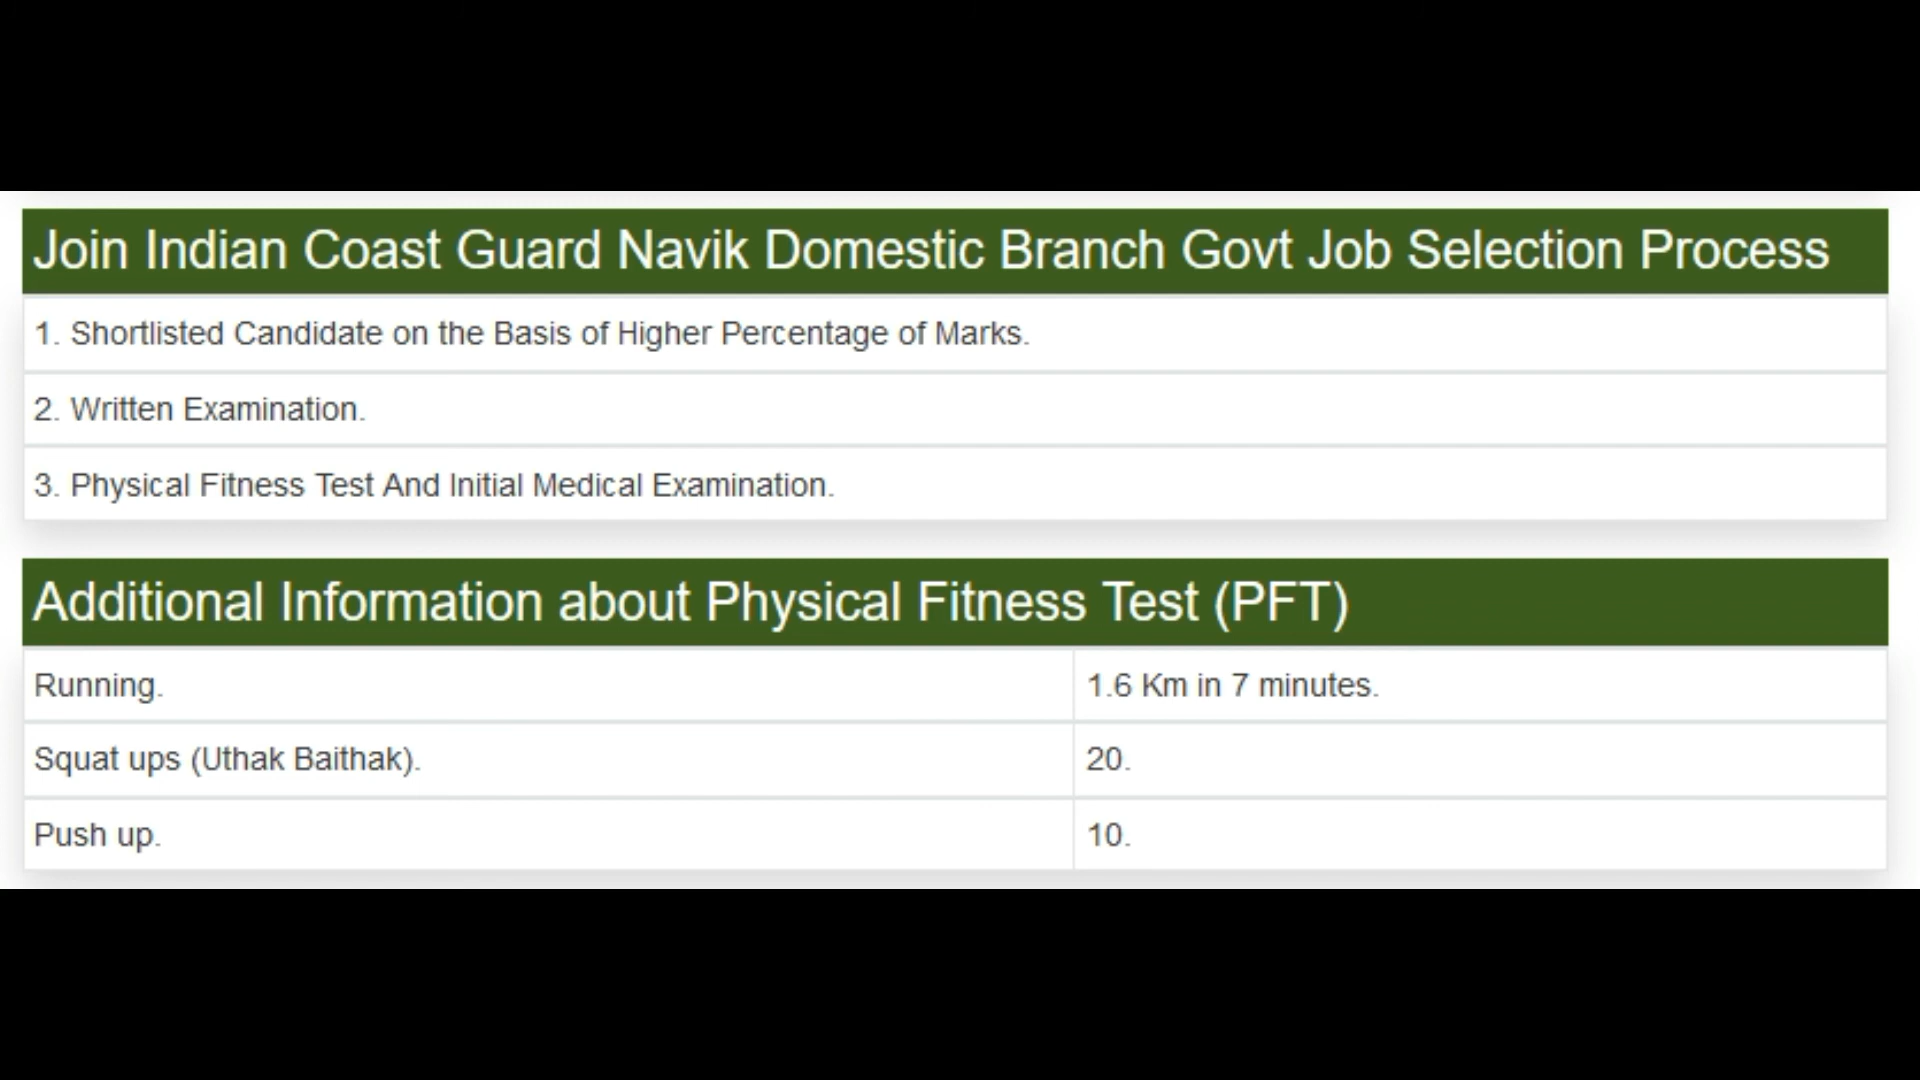 Join Indian Coast Guard Navik Domestic Branch Govt Job Selection Process
1. Shortlisted Candidate on the Basis of Higher Percentage of Marks.
2. Written Examination.
3. Physical Fitness Test And Initial Medical Examination.
Additional Information about Physical Fitness Test (PFT)
Running. 1.6 Km in 7 minutes.
Squat ups (Uthak Baithak). 20.
Push up. 10.